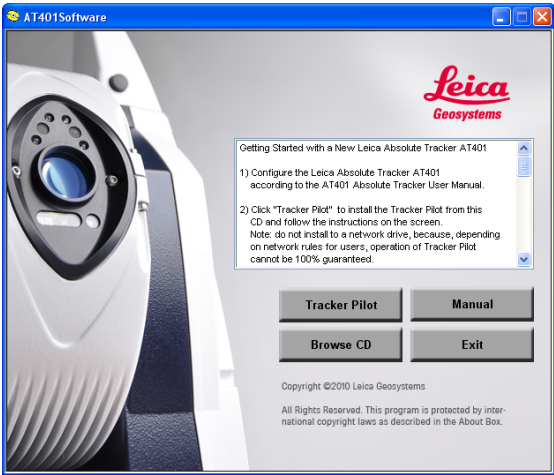 AT401Software
Leica
Geosystems
Getting Started with a New Leica Absolute Tracker AT401
1) Configure the Leica Absolute Tracker AT401
according to the AT401 Absolute Tracker User Manual.
2) Click "Tracker Pilot" to install the Tracker Pilot from this
CD and follow the instructions on the screen.
Note: do not install to a network drive, because, depending
on network rules for users, operation of Tracker Pilot
cannot be 100% guaranteed.
Tracker Pilot
Manual
Browse CD
Exit
Copyright ©2010 Leica Geosystems
All Rights Reserved. This program is protected by inter-
national copyright laws as described in the About Box.